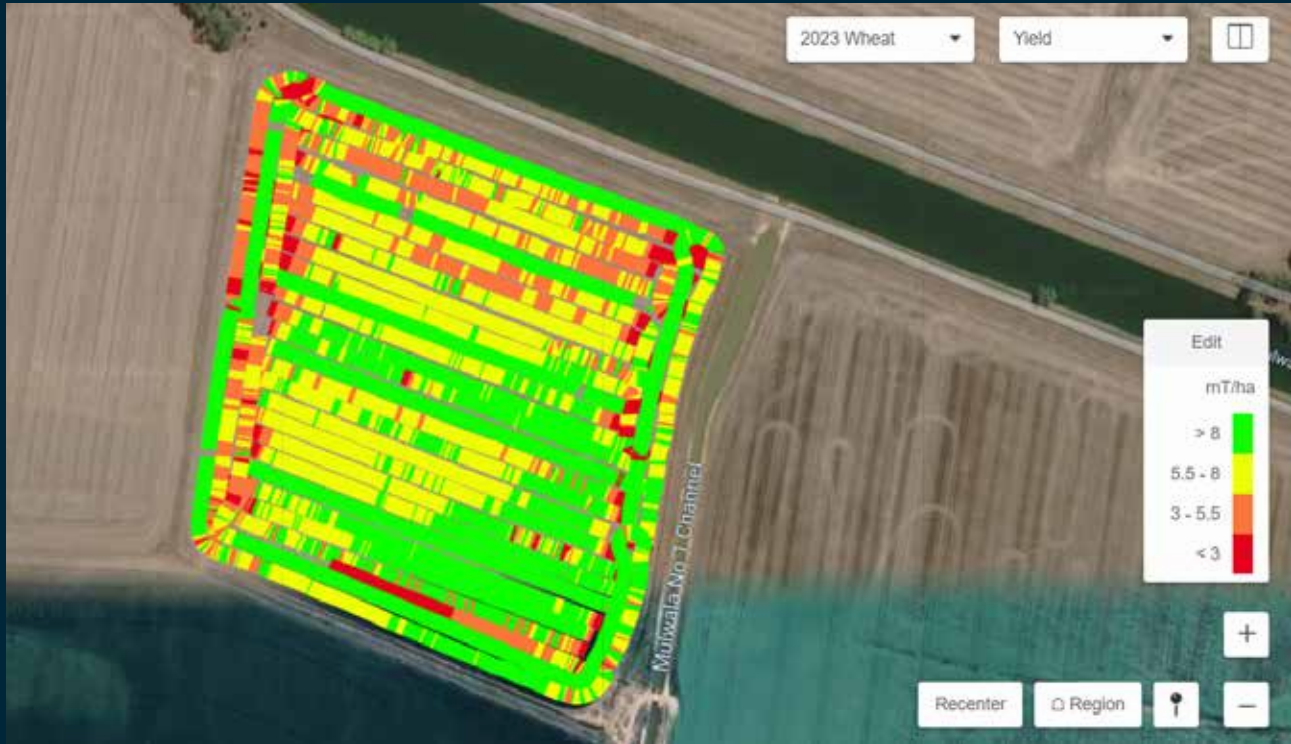 2023 Wheat
Yield
Edit
mT/ha
> 8
5.5 - 8
3 - 5.5
< 3
Mulwala No 1 Channel
Recenter
Region
+
−